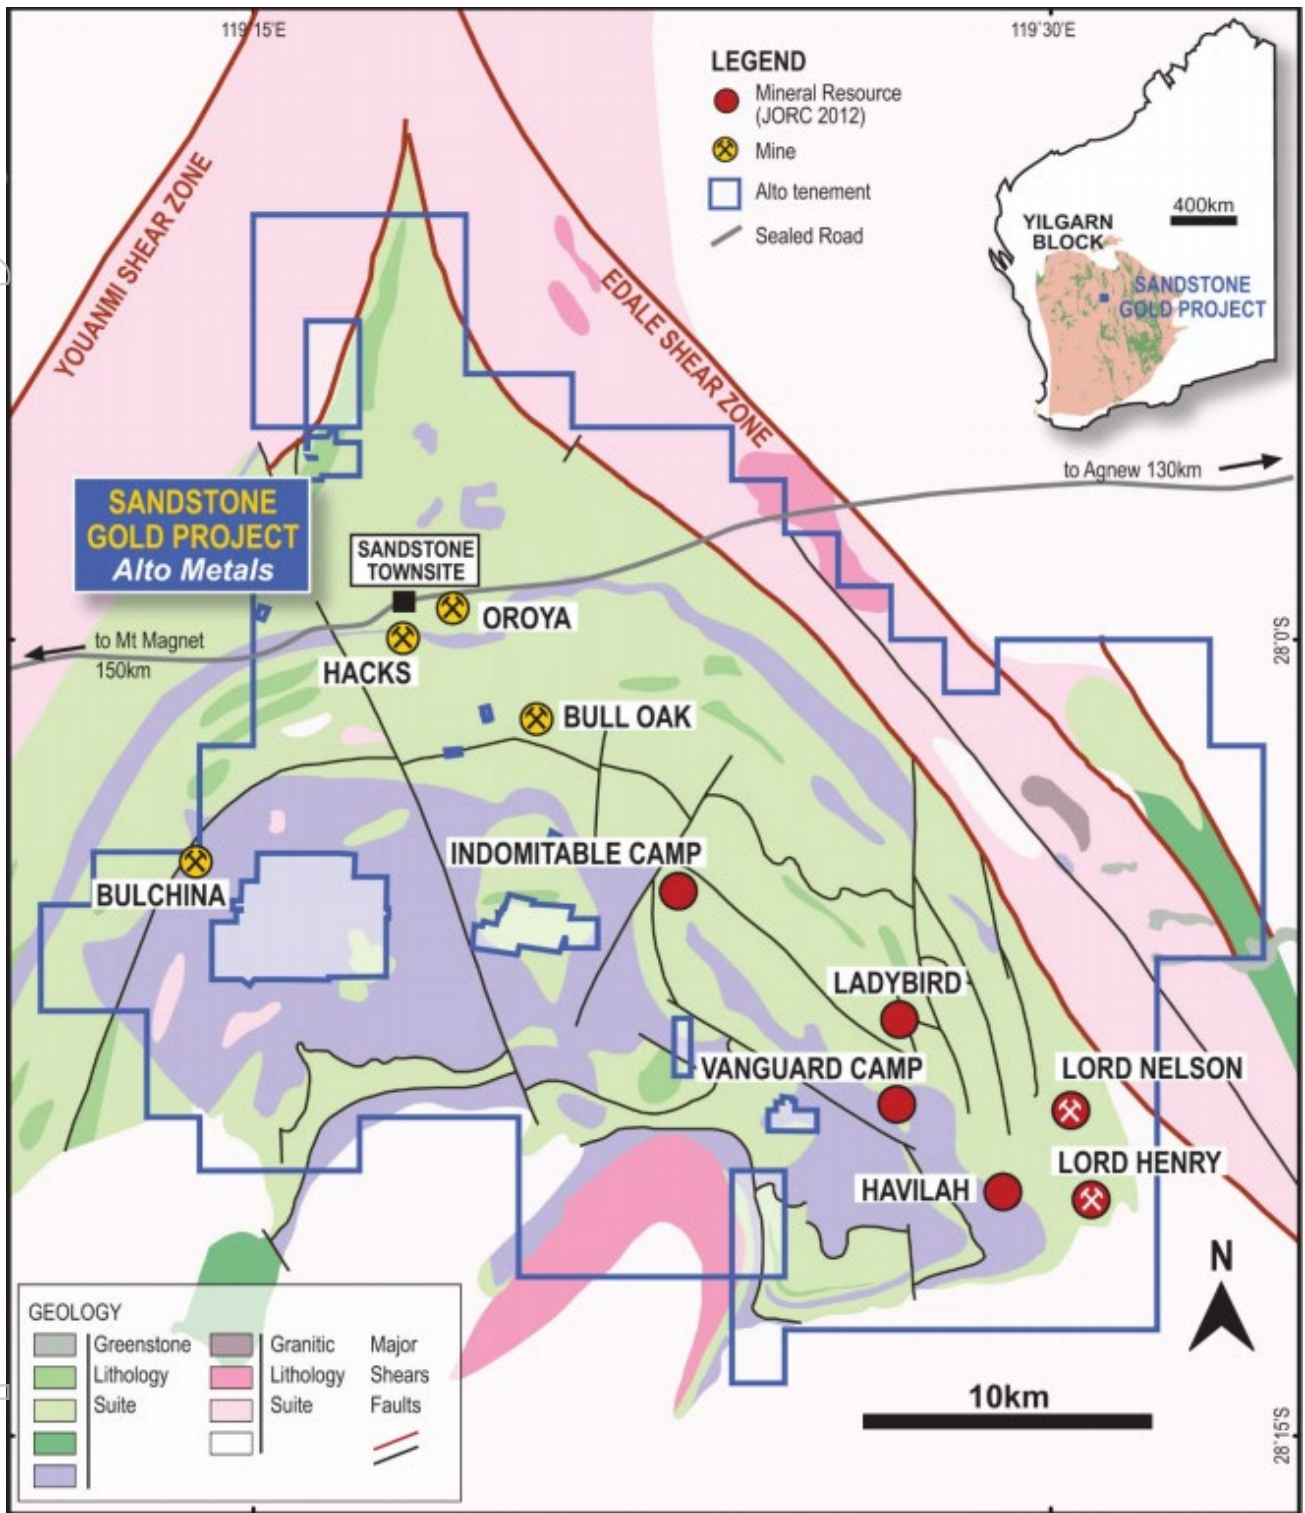 119°15'E
119°30'E
LEGEND
Mineral Resource
(JORC 2012)
Mine
Alto tenement
Sealed Road
400km
YILGARN
BLOCK
SANDSTONE
GOLD PROJECT
YOUANMI SHEAR ZONE
EDALE SHEAR ZONE
to Agnew 130km
SANDSTONE
GOLD PROJECT
Alto Metals
SANDSTONE
TOWNSITE
OROYA
to Mt Magnet
150km
HACKS
28°0'S
BULL OAK
INDOMITABLE CAMP
BULCHINA
LADYBIRD
VANGUARD CAMP
LORD NELSON
LORD HENRY
HAVILAH
N
GEOLOGY
Greenstone
Lithology
Suite
Granitic
Lithology
Suite
Major
Shears
Faults
10km
28°15'S